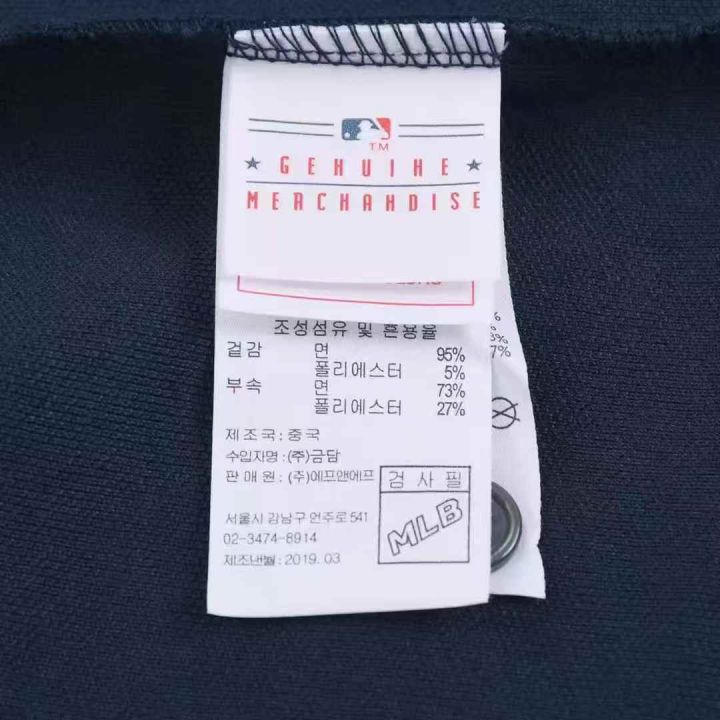 TM
GEHUIHE
MERCHAHDISE
조성섬유 및 혼용율
겉감 면 95%
폴리에스터 5%
부속 면 73%
폴리에스터 27%
7%
제조국 : 중국
수입자명 : (주)금담
판매원 : (주)에프앤에프
검사필
MLB
서울시 강남구 언주로 541
02-3474-8914
제조년월 : 2019. 03